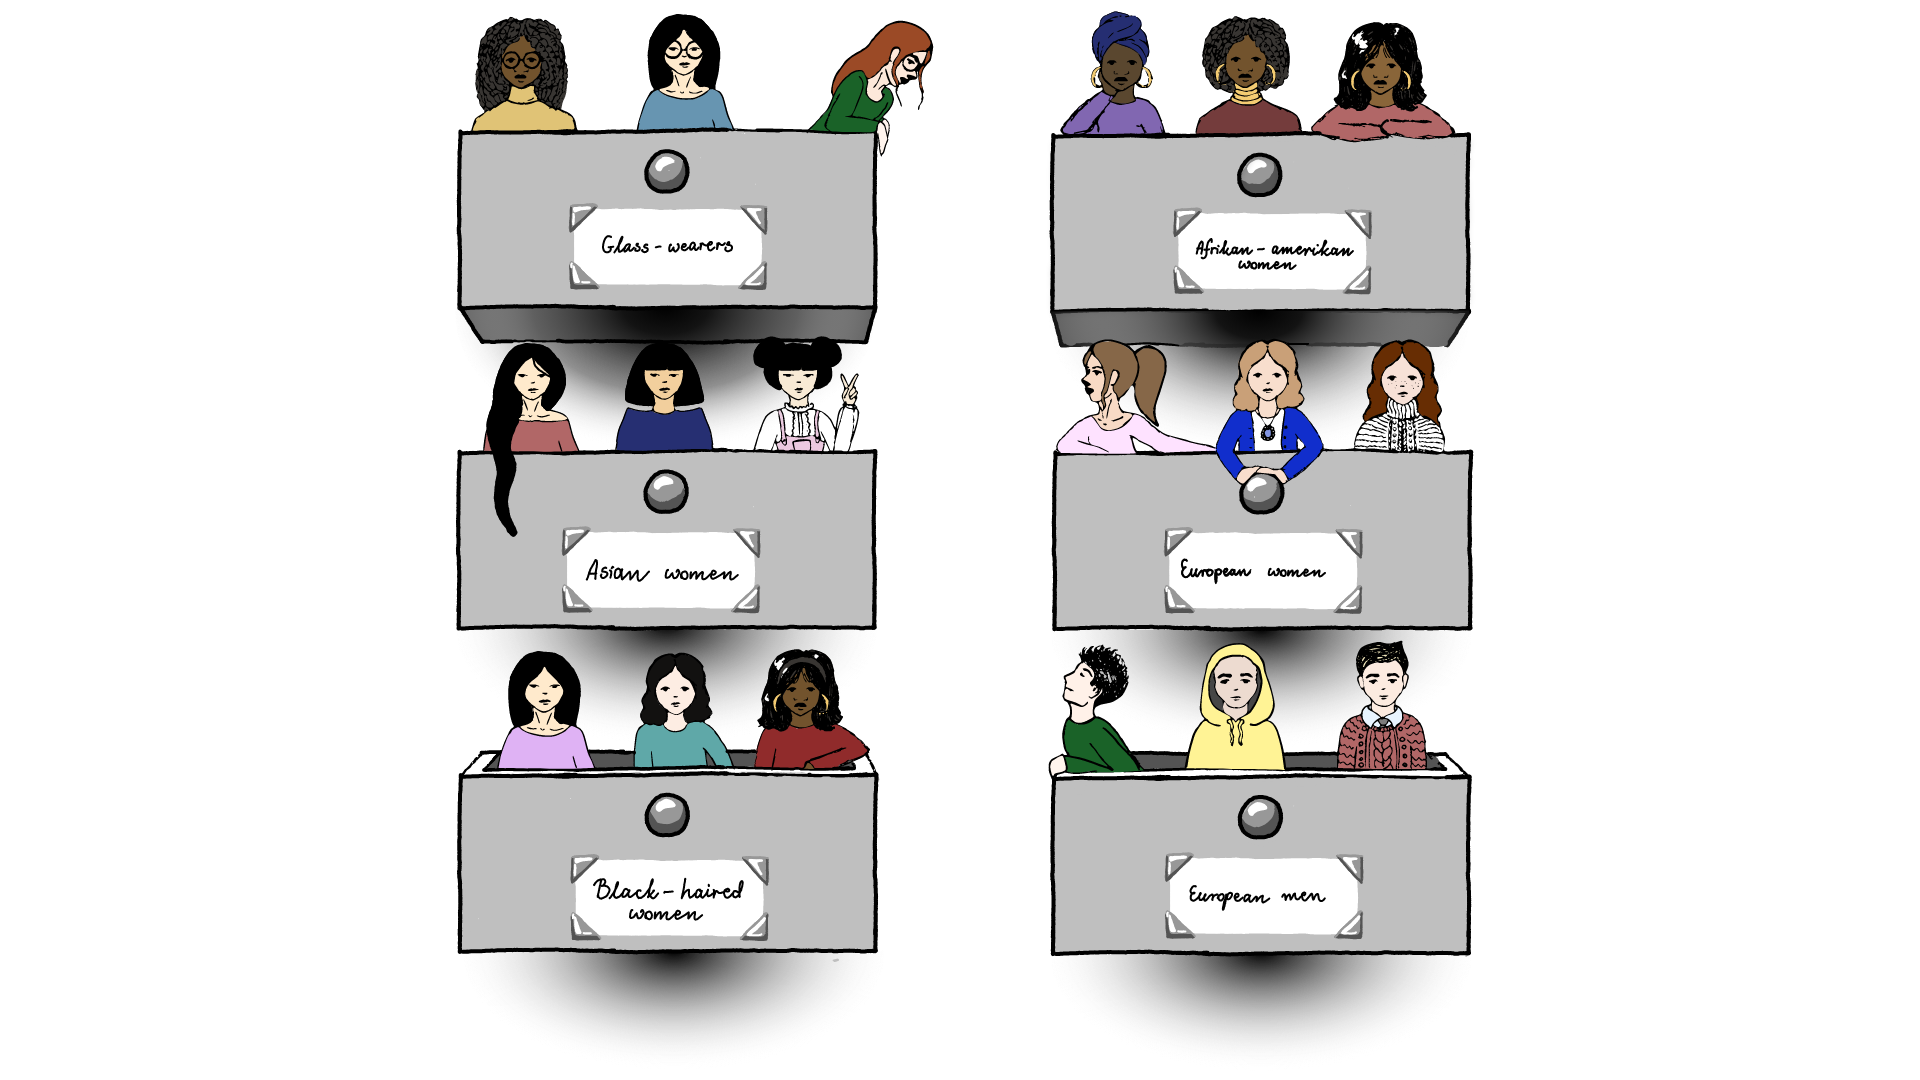 Glass-wearers
Afrikan-amerikan
women
Asian women
European women
Black-haired
women
European men